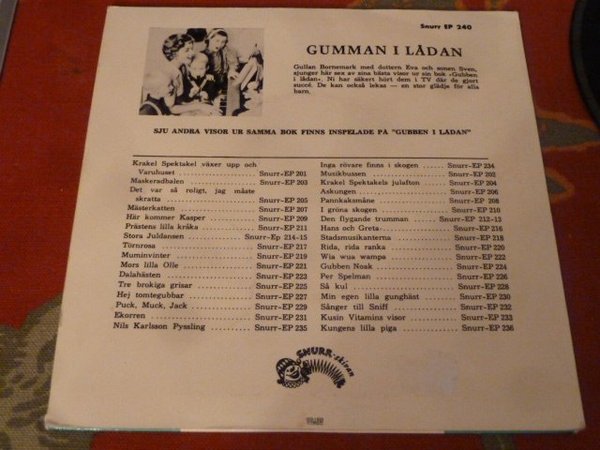 Snurr EP 240
GUMMAN I LÅDAN
Gullan Bornemark med dottern Eva och sonen Sven,
sjunger här sex av sina bästa visor ur sin bok «Gubben
i lådan». Ni har säkert hört dem i TV där de gjort
succé. De kan också lekas — en stor glädje för alla
barn.
SJU ANDRA VISOR UR SAMMA BOK FINNS INSPELADE PÅ "GUBBEN I LÅDAN"
Krakel Spektakel växer upp och
Varuhuset .................. Snurr-EP 201
Maskeradbalen ............... Snurr-EP 203
Det var så roligt, jag måste
skratta ..................... Snurr-EP 205
Mästerkatten ................ Snurr-EP 207
Här kommer Kasper ........ Snurr-EP 209
Prästens lilla kråka ......... Snurr-EP 211
Stora Juldansen ......... Snurr-Ep 214-15
Törnrosa ..................... Snurr-EP 217
Muminvinter ................. Snurr-EP 219
Mors lilla Olle .............. Snurr-EP 221
Dalahästen ................... Snurr-EP 223
Tre brokiga grisar .......... Snurr-EP 225
Hej tomtegubbar ............ Snurr-EP 227
Puck, Muck, Jack ........... Snurr-EP 229
Ekorren ...................... Snurr-EP 231
Nils Karlsson Pyssling ..... Snurr-EP 235
Inga rövare finns i skogen ...... Snurr-EP 234
Musikbussen .................. Snurr-EP 202
Krakel Spektakels julafton ...... Snurr-EP 204
Askungen ...................... Snurr-EP 206
Pannkaksmåne ................. Snurr-EP 208
I gröna skogen ................. Snurr-EP 210
Den flygande trumman ...... Snurr-EP 212-13
Hans och Greta ................ Snurr-EP 216
Stadsmusikanterna ............. Snurr-EP 218
Rida, rida ranka ............... Snurr-EP 220
Wia wua wampa .............. Snurr-EP 222
Gubben Noak .................. Snurr-EP 224
Per Spelman ................... Snurr-EP 226
Så kul ......................... Snurr-EP 228
Min egen lilla gunghäst ........ Snurr-EP 230
Sånger till Sniff ............... Snurr-EP 232
Kusin Vitamins visor .......... Snurr-EP 233
Kungens lilla piga ............. Snurr-EP 236
SNURR-skivan